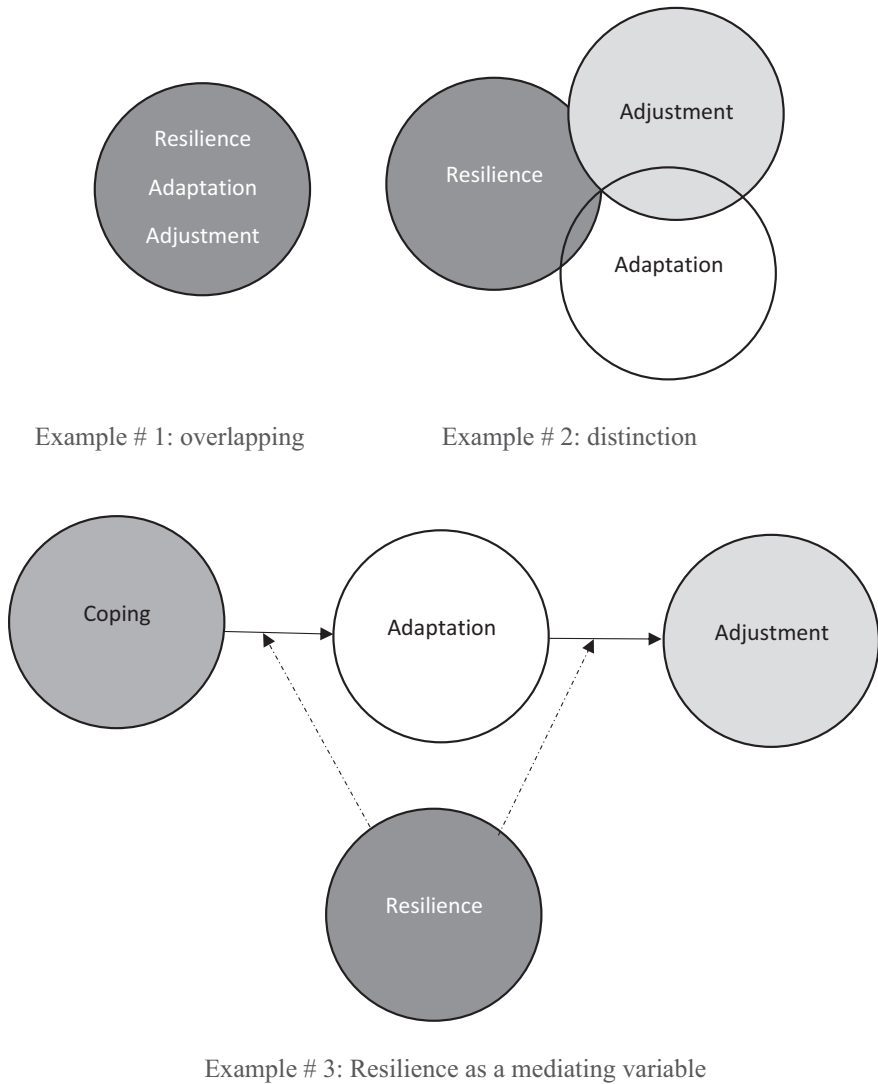 Resilience
Adaptation
Adjustment
Resilience
Adjustment
Adaptation
Example # 1: overlapping
Example # 2: distinction
Coping
Adaptation
Adjustment
Resilience
Example # 3: Resilience as a mediating variable